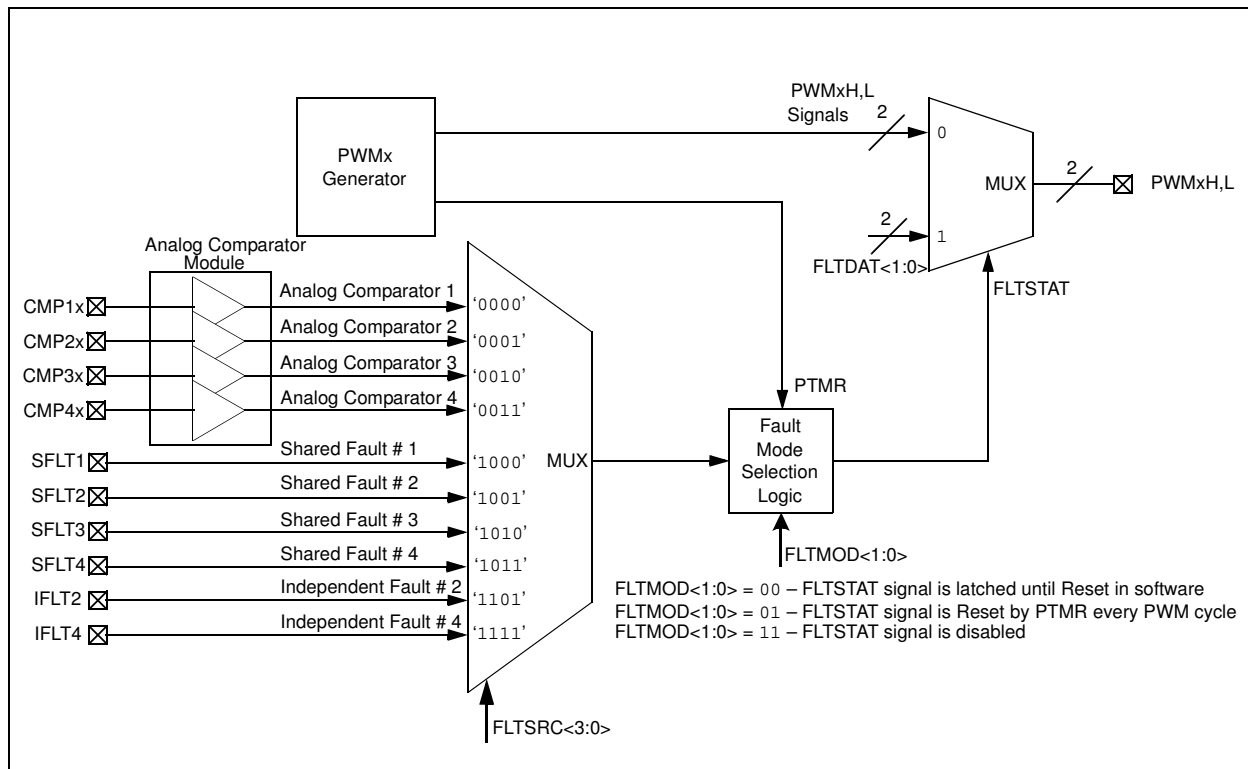 PWMxH,L
Signals
2
0
PWMx
Generator
MUX
2
PWMxH,L
2
1
FLTDAT<1:0>
FLTSTAT
Analog Comparator
Module
CMP1x
Analog Comparator 1
‘0000’
CMP2x
Analog Comparator 2
‘0001’
CMP3x
Analog Comparator 3
‘0010’
CMP4x
Analog Comparator 4
‘0011’
PTMR
Fault
Mode
Selection
Logic
SFLT1
Shared Fault # 1
‘1000’
MUX
SFLT2
Shared Fault # 2
‘1001’
SFLT3
Shared Fault # 3
‘1010’
SFLT4
Shared Fault # 4
‘1011’
IFLT2
Independent Fault # 2
‘1101’
IFLT4
Independent Fault # 4
‘1111’
FLTMOD<1:0>
FLTMOD<1:0> = 00 – FLTSTAT signal is latched until Reset in software
FLTMOD<1:0> = 01 – FLTSTAT signal is Reset by PTMR every PWM cycle
FLTMOD<1:0> = 11 – FLTSTAT signal is disabled
FLTSRC<3:0>